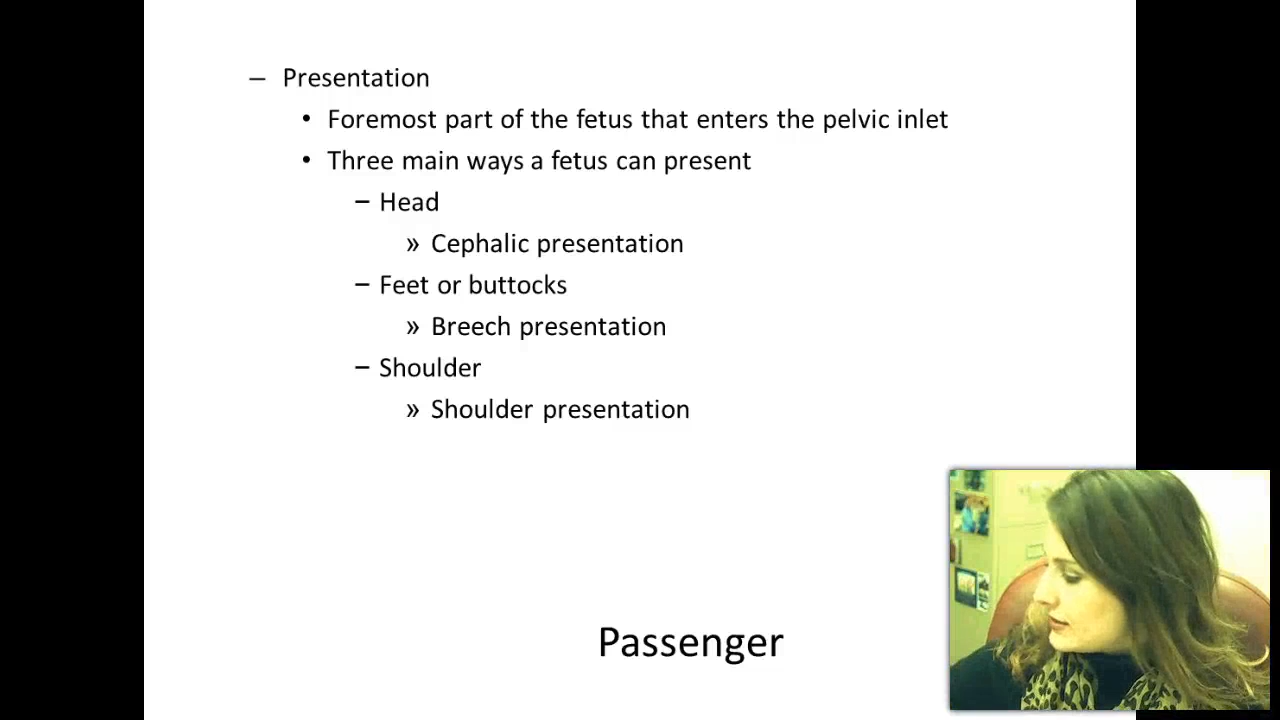 – Presentation
• Foremost part of the fetus that enters the pelvic inlet
• Three main ways a fetus can present
– Head
» Cephalic presentation
– Feet or buttocks
» Breech presentation
– Shoulder
» Shoulder presentation
Passenger